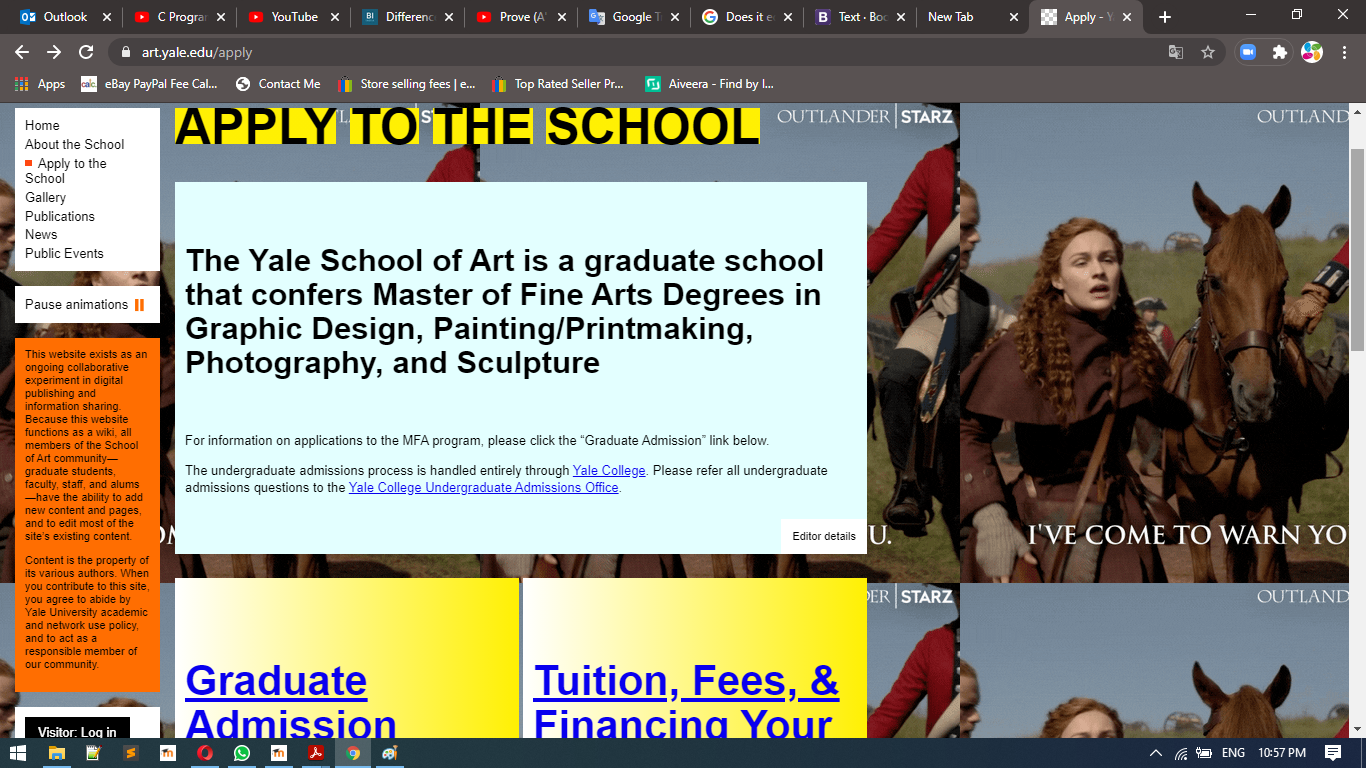 Outlook
C Progran
YouTube
Differenc
Prove (A'
Google T
Does it e
Text · Boo
New Tab
Apply - Y
art.yale.edu/apply
Apps
eBay PayPal Fee Cal...
Contact Me
Store selling fees | e...
Top Rated Seller Pr...
Aiveera - Find by I...
Home
About the School
Apply to the
School
Gallery
Publications
News
Public Events
Pause animations
This website exists as an
ongoing collaborative
experiment in digital
publishing and
information sharing.
Because this website
functions as a wiki, all
members of the School
of Art community—
graduate students,
faculty, staff, and alums
—have the ability to add
new content and pages,
and to edit most of the
site's existing content.
Content is the property of
its various authors. When
you contribute to this site,
you agree to abide by
Yale University academic
and network use policy,
and to act as a
responsible member of
our community.
Visitor: Log in
APPLY TO THE SCHOOL
OUTLANDER | STARZ
OUTLAND
The Yale School of Art is a graduate school
that confers Master of Fine Arts Degrees in
Graphic Design, Painting/Printmaking,
Photography, and Sculpture
For information on applications to the MFA program, please click the “Graduate Admission” link below.
The undergraduate admissions process is handled entirely through Yale College. Please refer all undergraduate
admissions questions to the Yale College Undergraduate Admissions Office.
Editor details
U.
I'VE COME TO WARN YO
DER | STARZ
OUTLAND
Graduate
Admission
Tuition, Fees, &
Financing Your
ENG
10:57 PM